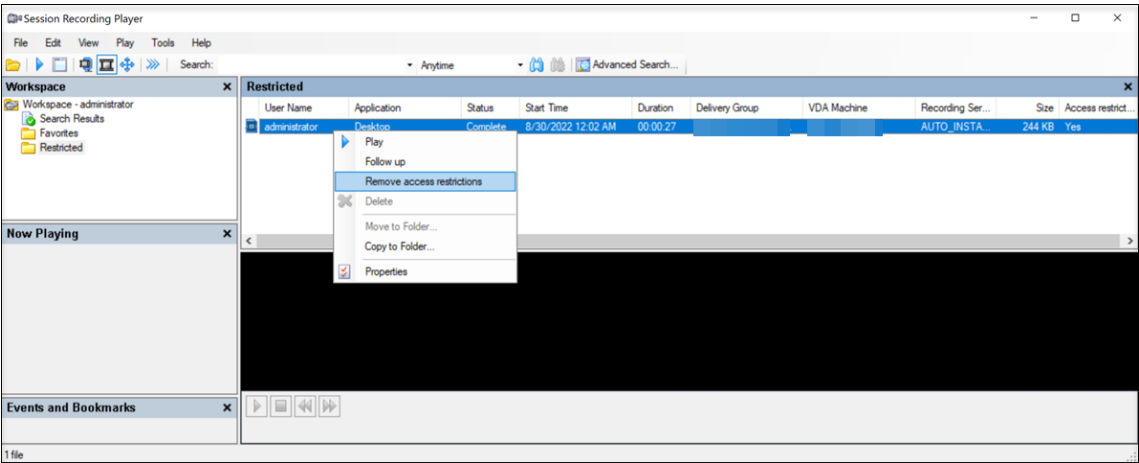 Session Recording Player
File Edit View Play Tools Help
Search: Anytime Advanced Search...
Workspace
Workspace - administrator
Search Results
Favorites
Restricted
Restricted
User Name Application Status Start Time Duration Delivery Group VDA Machine Recording Ser... Size Access restrict...
administrator Desktop Complete 8/30/2022 12:02 AM 00:00:27 AUTO_INSTA... 244 KB Yes
Play
Follow up
Remove access restrictions
Delete
Move to Folder...
Copy to Folder...
Properties
Now Playing
Events and Bookmarks
1 file